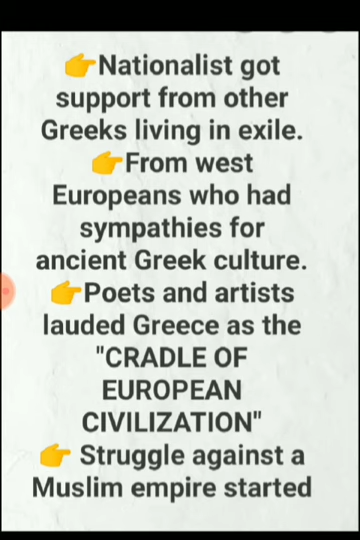 👉Nationalist got
support from other
Greeks living in exile.
👉From west
Europeans who had
sympathies for
ancient Greek culture.
👉Poets and artists
lauded Greece as the
"CRADLE OF
EUROPEAN
CIVILIZATION"
👉 Struggle against a
Muslim empire started